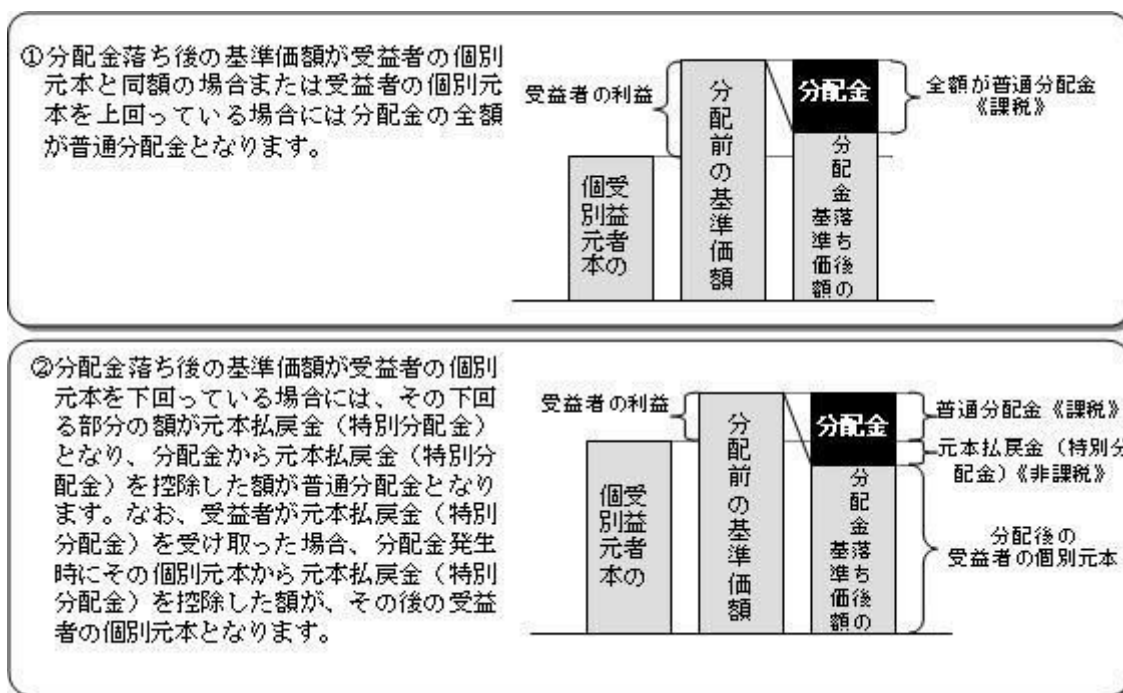 ①分配金落ち後の基準価額が受益者の個別
元本と同額の場合または受益者の個別元
本を上回っている場合には分配金の全額
が普通分配金となります。
受益者の利益
受益者の
個別元本
分配前の基準価額
分配金
分配金落ち後の
基準価額
全額が普通分配金
《課税》
②分配金落ち後の基準価額が受益者の個別
元本を下回っている場合には、その下回
る部分の額が元本払戻金(特別分配金)
となり、分配金から元本払戻金(特別分
配金)を控除した額が普通分配金となり
ます。なお、受益者が元本払戻金(特別
分配金)を受け取った場合、分配金発生
時にその個別元本から元本払戻金(特別
分配金)を控除した額が、その後の受益
者の個別元本となります。
受益者の利益
受益者の
個別元本
分配前の基準価額
分配金
分配金落ち後の
基準価額
普通分配金《課税》
元本払戻金(特別分
配金)《非課税》
分配後の
受益者の個別元本